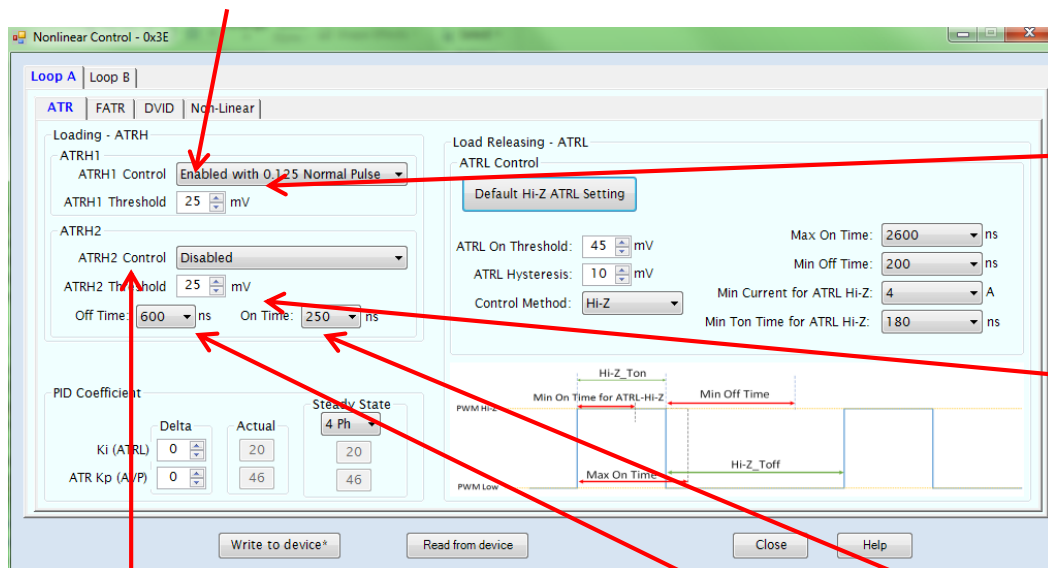 Nonlinear Control - 0x3E
Loop A Loop B
ATR FATR DVID Non-Linear
Loading - ATRH
ATRH1
ATRH1 Control Enabled with 0.125 Normal Pulse
ATRH1 Threshold 25 mV
ATRH2
ATRH2 Control Disabled
ATRH2 Threshold 25 mV
Off Time: 600 ns On Time: 250 ns
PID Coefficient
Delta Actual Steady State
4 Ph
Ki (ATRL) 0 20 20
ATR Kp (AVP) 0 46 46
Load Releasing - ATRL
ATRL Control
Default Hi-Z ATRL Setting
ATRL On Threshold: 45 mV
ATRL Hysteresis: 10 mV
Control Method: Hi-Z
Max On Time: 2600 ns
Min Off Time: 200 ns
Min Current for ATRL Hi-Z: 4 A
Min Ton Time for ATRL Hi-Z: 180 ns
Hi-Z_Ton
Min On Time for ATRL-Hi-Z Min Off Time
PWM Hi-Z
Hi-Z_Toff
Max On Time
PWM Low
Write to device* Read from device Close Help